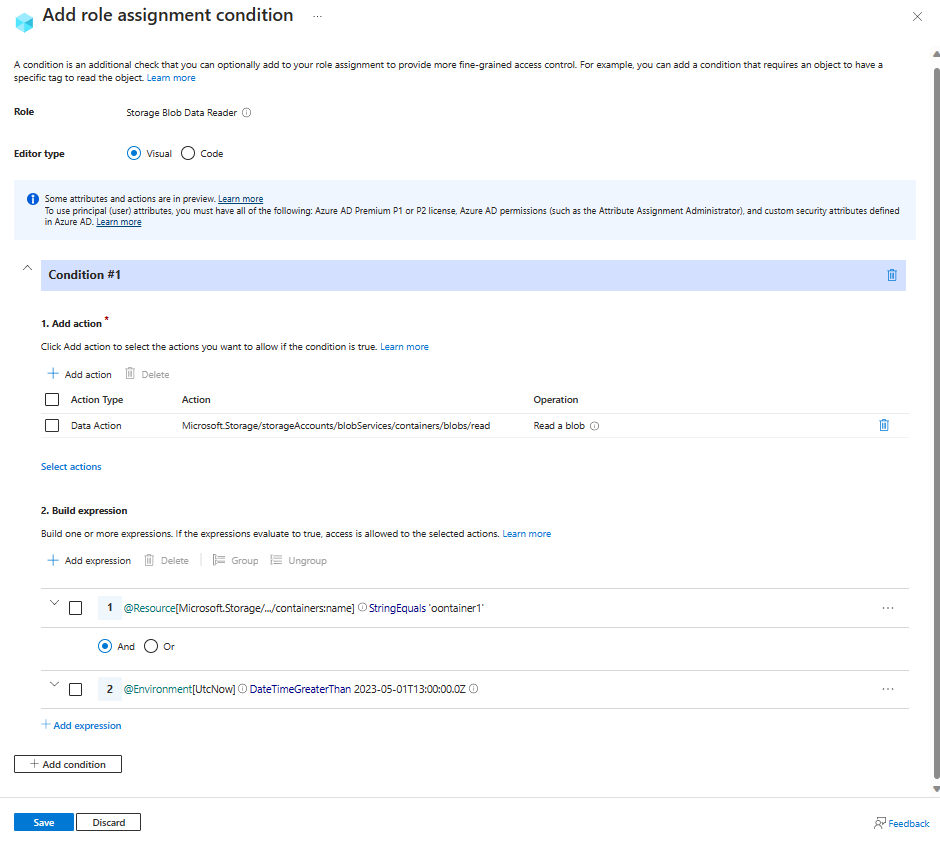 Add role assignment condition ...
A condition is an additional check that you can optionally add to your role assignment to provide more fine-grained access control. For example, you can add a condition that requires an object to have a
specific tag to read the object. Learn more
Role
Storage Blob Data Reader
Editor type
Visual
Code
Some attributes and actions are in preview. Learn more
To use principal (user) attributes, you must have all of the following: Azure AD Premium P1 or P2 license, Azure AD permissions (such as the Attribute Assignment Administrator), and custom security attributes defined
in Azure AD. Learn more
Condition #1
1. Add action *
Click Add action to select the actions you want to allow if the condition is true. Learn more
+ Add action Delete
Action Type Action Operation
Data Action Microsoft.Storage/storageAccounts/blobServices/containers/blobs/read Read a blob
Select actions
2. Build expression
Build one or more expressions. If the expressions evaluate to true, access is allowed to the selected actions. Learn more
+ Add expression Delete Group Ungroup
1 @Resource[Microsoft.Storage/.../containers:name] StringEquals 'oontainer1' ...
And Or
2 @Environment[UtcNow] DateTimeGreaterThan 2023-05-01T13:00:00.0Z ...
+ Add expression
+ Add condition
Save Discard
Feedback